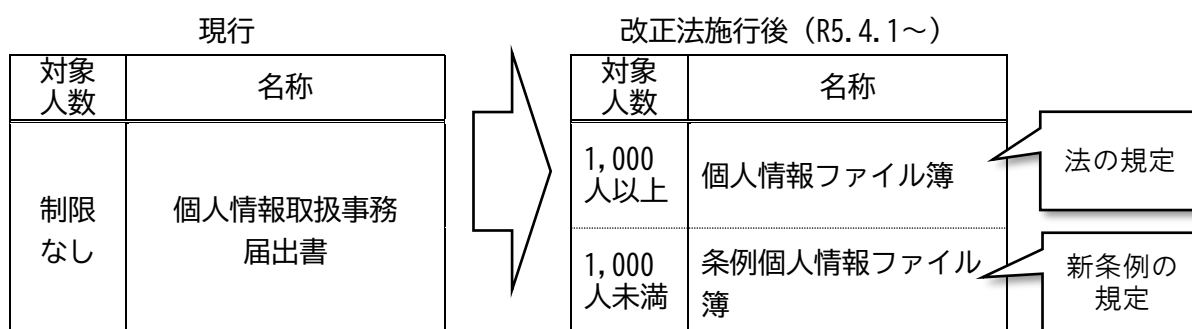 現行
対象
人数
名称
制限
なし
個人情報取扱事務
届出書
改正法施行後（R5.4.1～）
対象
人数
名称
1,000
人以上
個人情報ファイル簿
法の規定
1,000
人未満
条例個人情報ファイル
簿
新条例の
規定